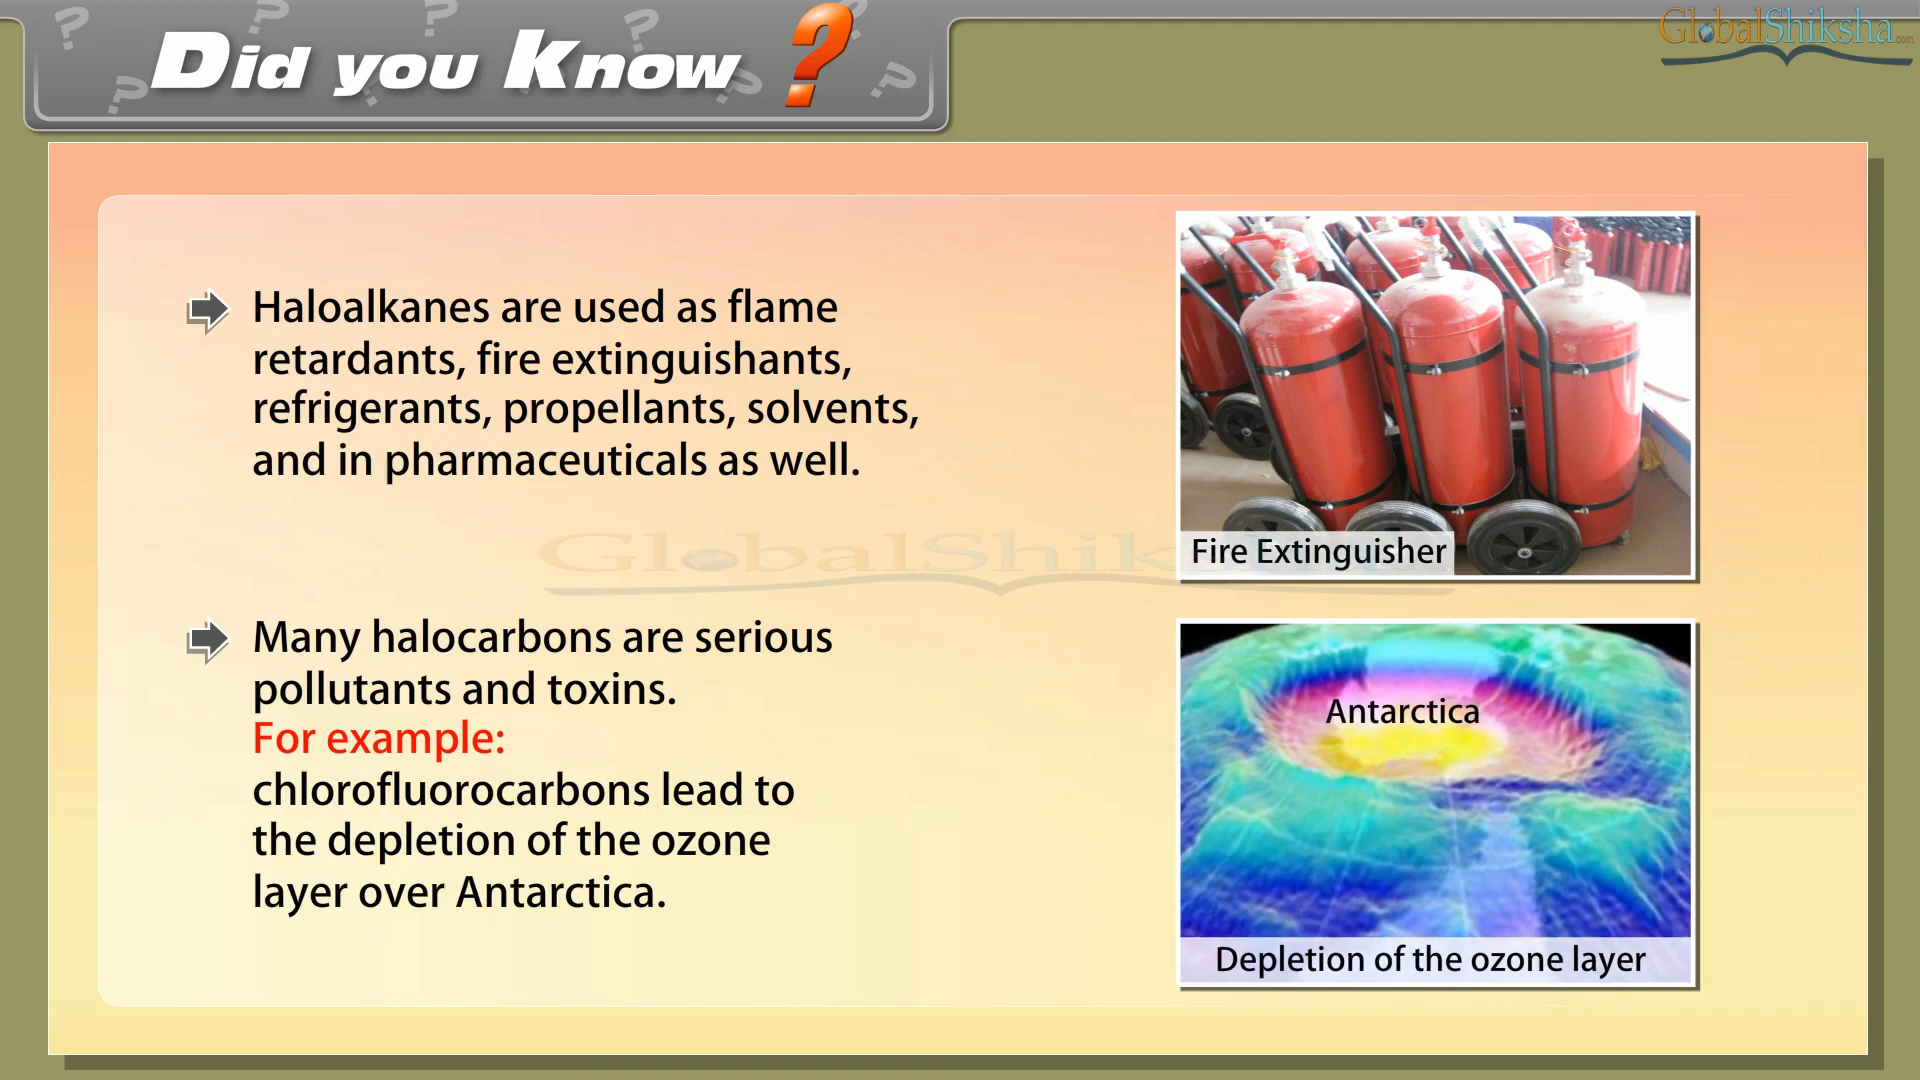 Did you Know ?
GlobalShiksha.com
Haloalkanes are used as flame
retardants, fire extinguishants,
refrigerants, propellants, solvents,
and in pharmaceuticals as well.
Fire Extinguisher
GlobalShik
Many halocarbons are serious
pollutants and toxins.
For example:
chlorofluorocarbons lead to
the depletion of the ozone
layer over Antarctica.
Antarctica
Depletion of the ozone layer